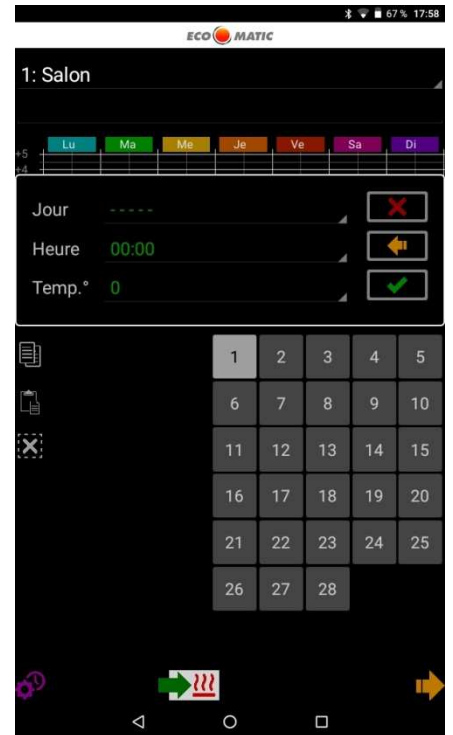 67 % 17:58
ECO MATIC
1: Salon
Lu Ma Me Je Ve Sa Di
+5
+4
Jour - - - - -
Heure 00:00
Temp.° 0
1 2 3 4 5
6 7 8 9 10
11 12 13 14 15
16 17 18 19 20
21 22 23 24 25
26 27 28